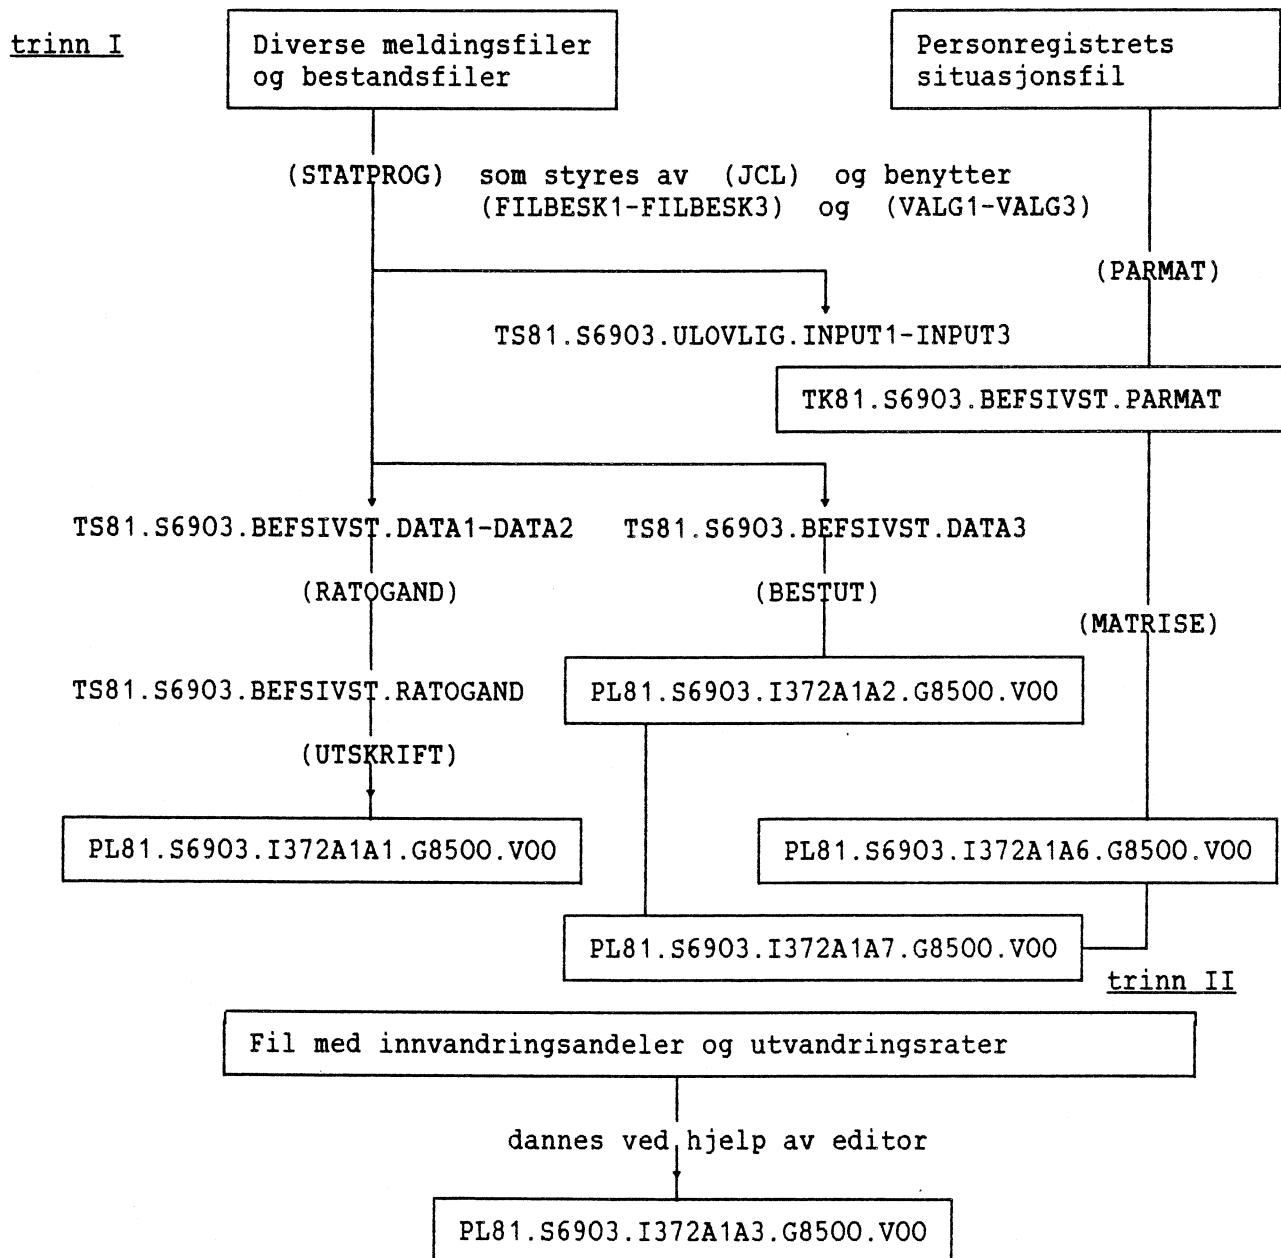 trinn I
Diverse meldingsfiler
og bestandsfiler
Personregistrets
situasjonsfil
(STATPROG) som styres av (JCL) og benytter
(FILBESK1-FILBESK3) og (VALG1-VALG3)
(PARMAT)
TS81.S6903.ULOVLIG.INPUT1-INPUT3
TK81.S6903.BEFSIVST.PARMAT
TS81.S6903.BEFSIVST.DATA1-DATA2
TS81.S6903.BEFSIVST.DATA3
(RATOGAND)
(BESTUT)
(MATRISE)
TS81.S6903.BEFSIVST.RATOGAND
PL81.S6903.I372A1A2.G8500.V00
(UTSKRIFT)
PL81.S6903.I372A1A1.G8500.V00
PL81.S6903.I372A1A6.G8500.V00
PL81.S6903.I372A1A7.G8500.V00
trinn II
Fil med innvandringsandeler og utvandringsrater
dannes ved hjelp av editor
PL81.S6903.I372A1A3.G8500.V00